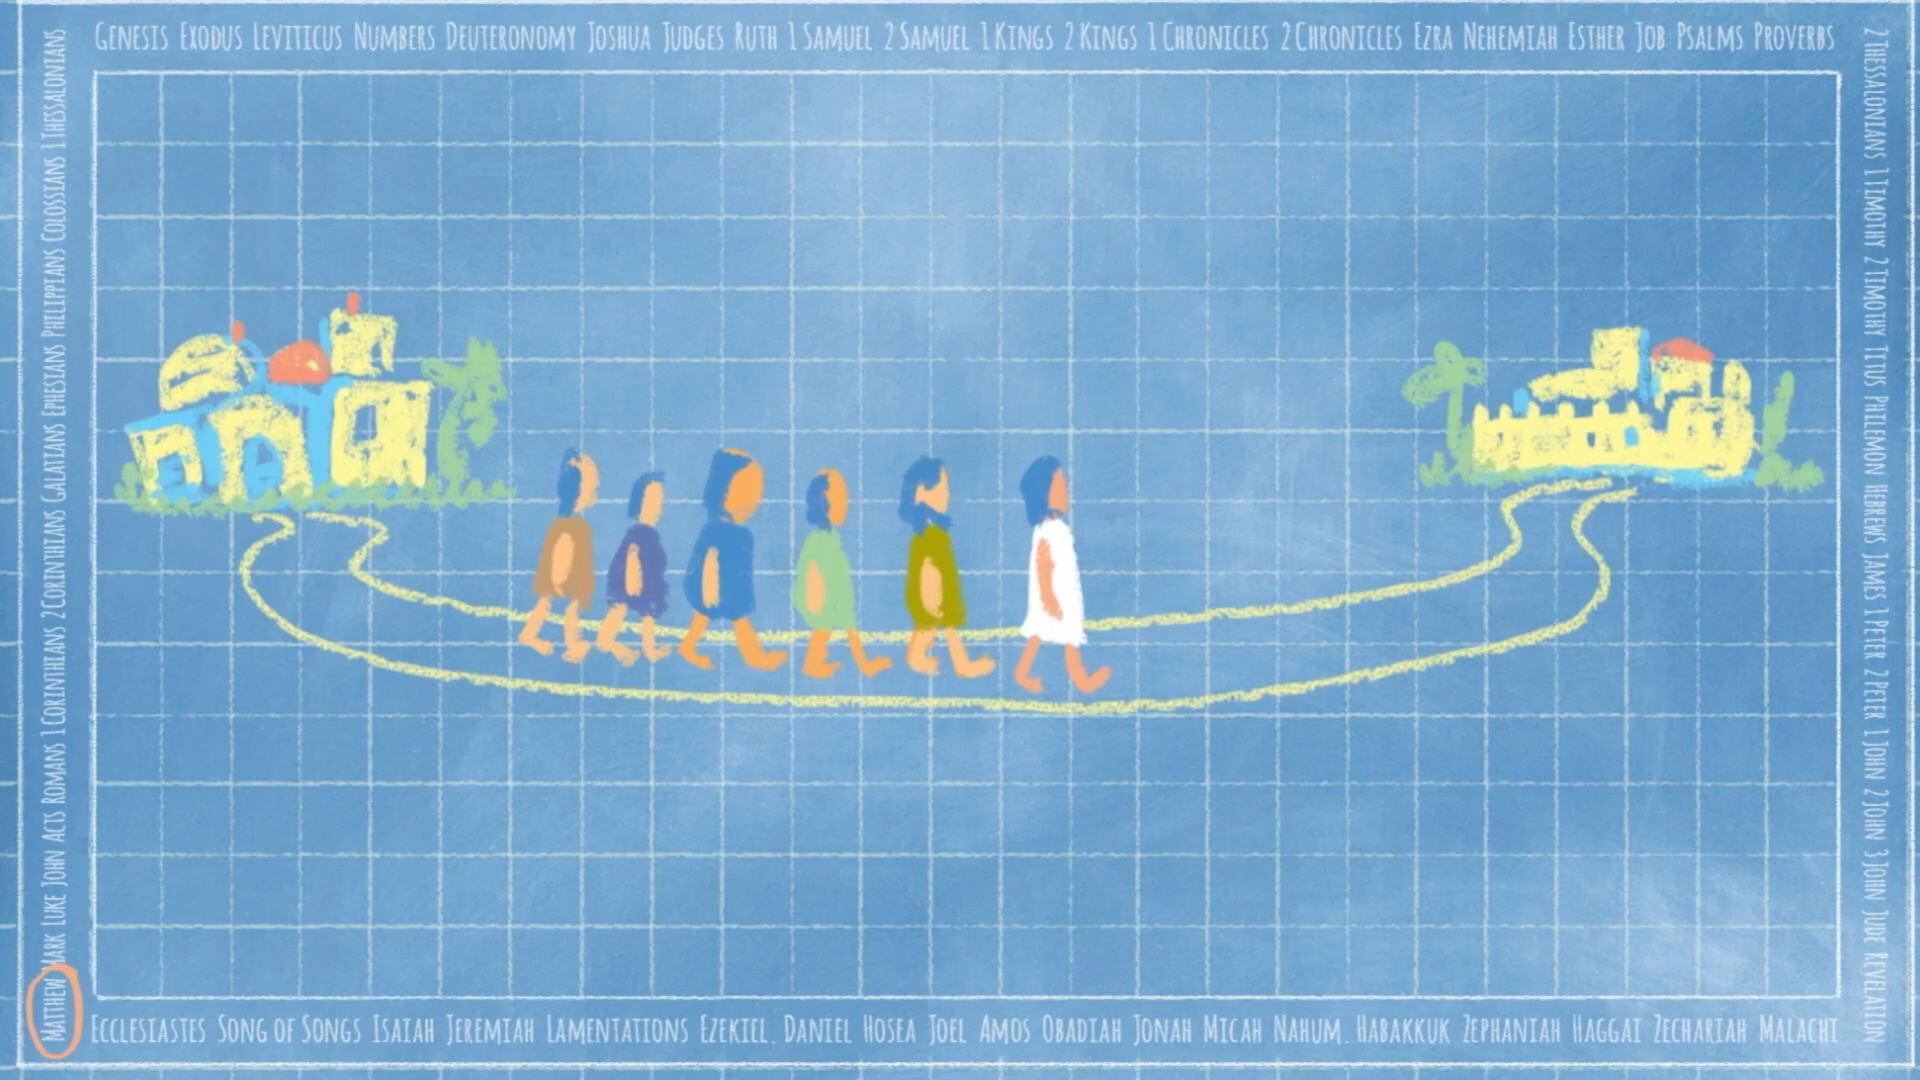 Genesis Exodus Leviticus Numbers Deuteronomy Joshua Judges Ruth 1 Samuel 2 Samuel 1 Kings 2 Kings 1 Chronicles 2 Chronicles Ezra Nehemiah Esther Job Psalms Proverbs
Ecclesiastes Song of Songs Isaiah Jeremiah Lamentations Ezekiel. Daniel Hosea Joel Amos Obadiah Jonah Micah Nahum. Habakkuk Zephaniah Haggai Zechariah Malachi
Matthew Mark Luke John Acts Romans 1 Corinthians 2 Corinthians Galatians Ephesians Philippians Colossians 1 Thessalonians
2 Thessalonians 1 Timothy 2 Timothy Titus Philemon Hebrews James 1 Peter 2 Peter 1 John 2 John 3 John Jude Revelation